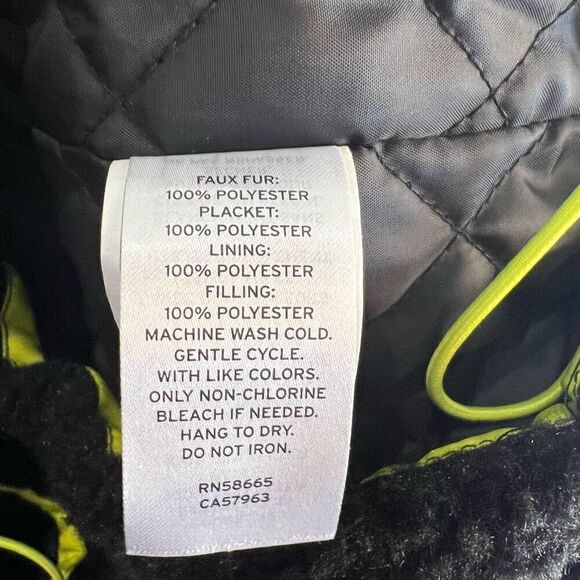 FAUX FUR:
100% POLYESTER
PLACKET:
100% POLYESTER
LINING:
100% POLYESTER
FILLING:
100% POLYESTER
MACHINE WASH COLD.
GENTLE CYCLE.
WITH LIKE COLORS.
ONLY NON-CHLORINE
BLEACH IF NEEDED.
HANG TO DRY.
DO NOT IRON.
RN58665
CA57963